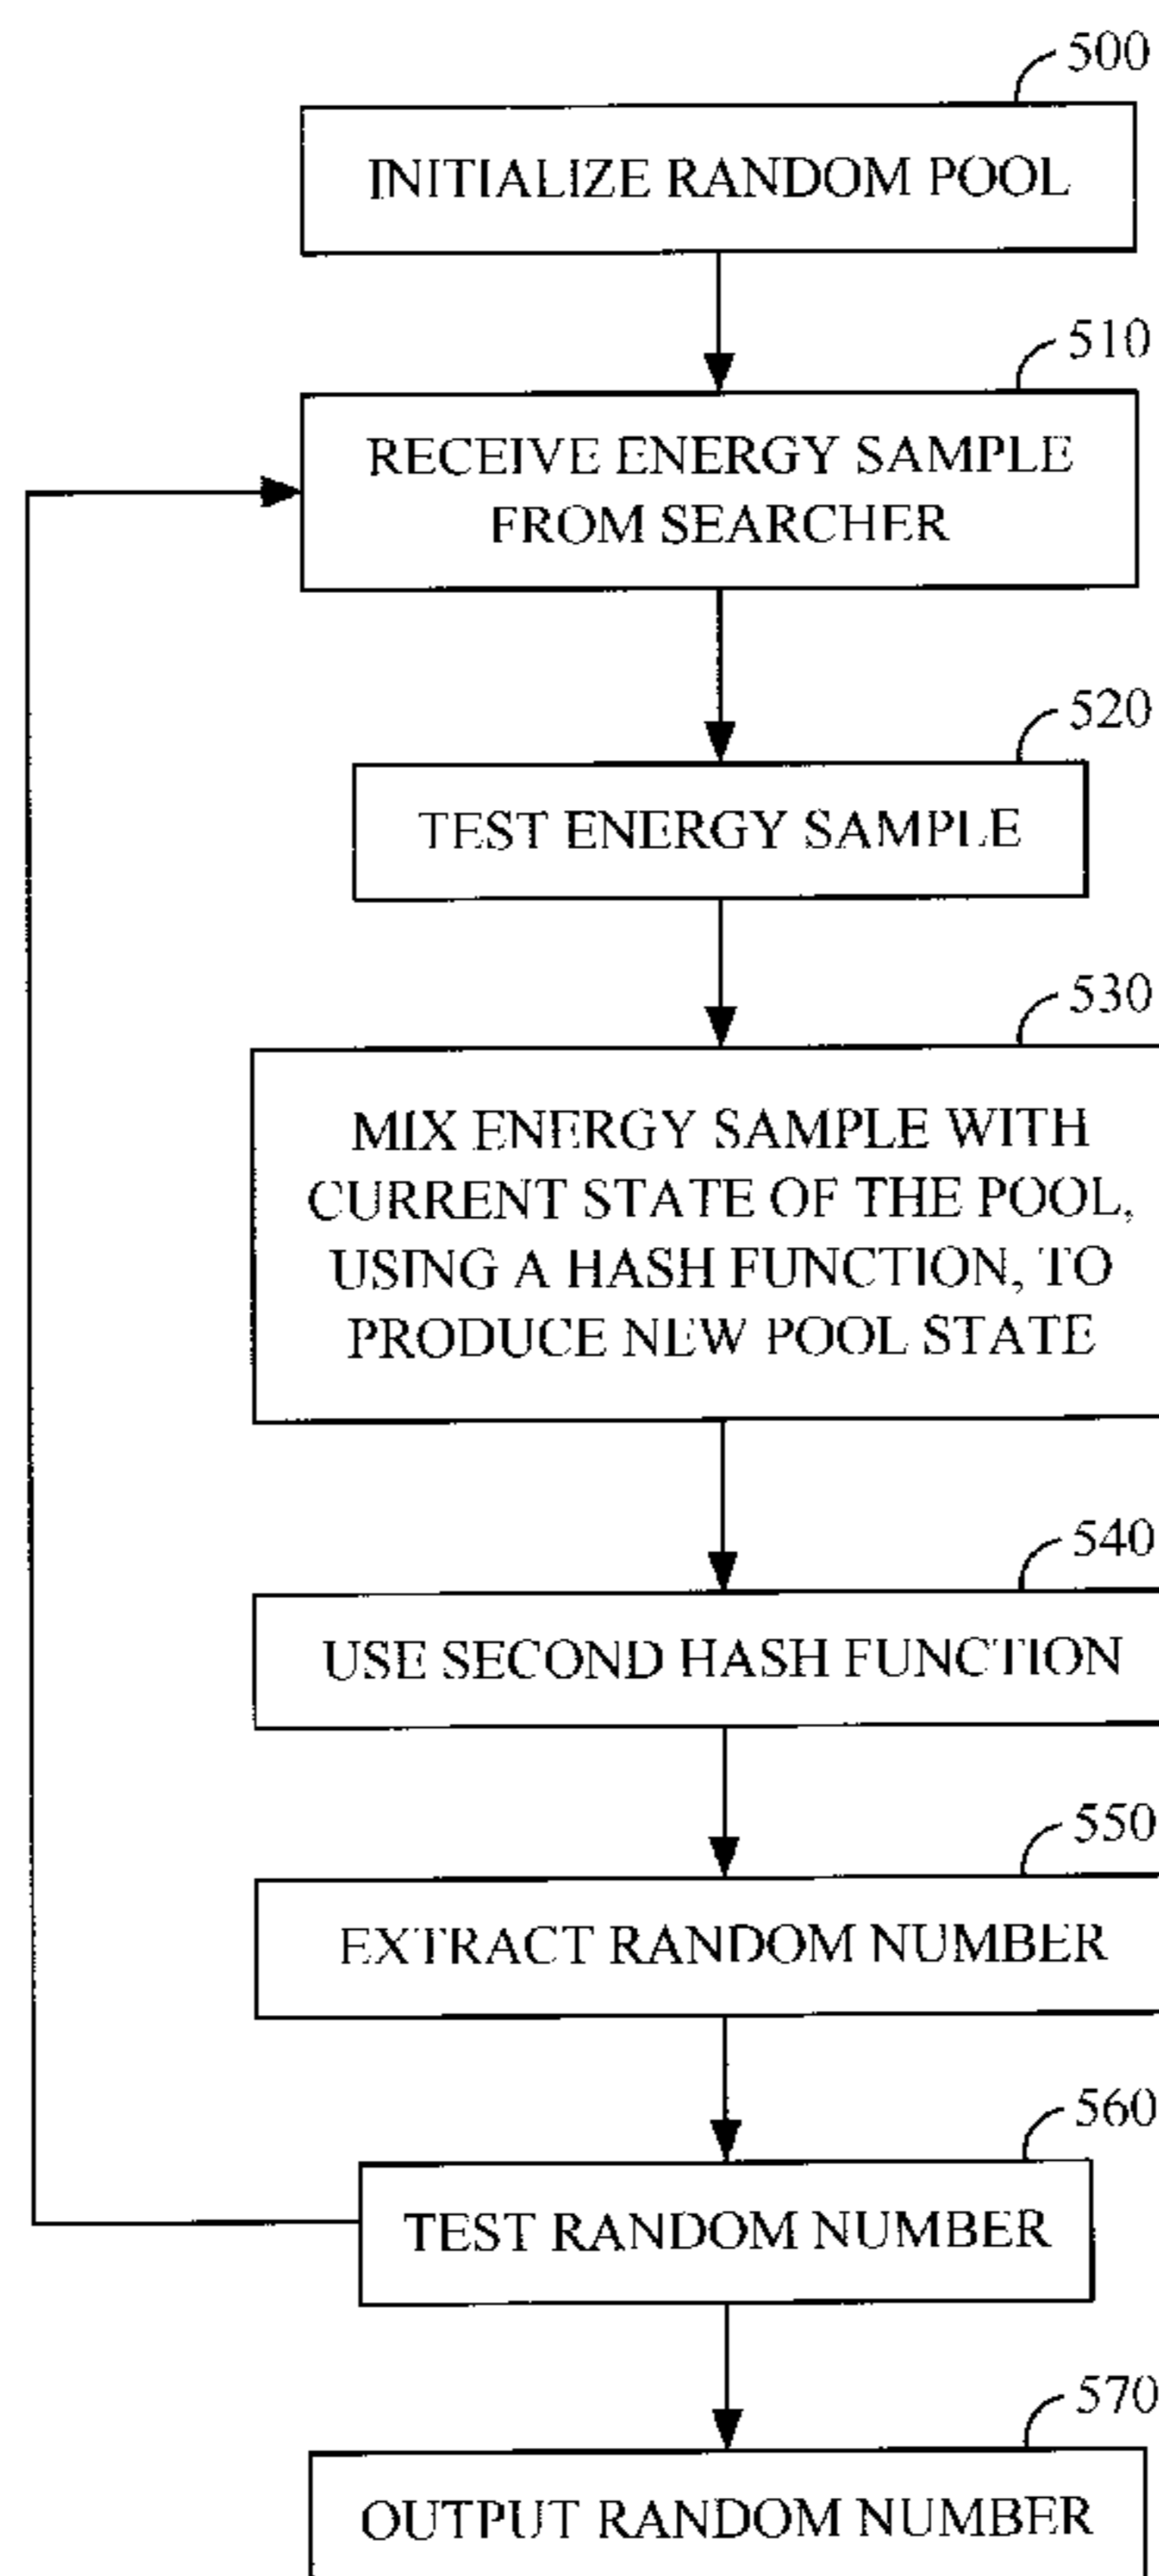 500
INITIALIZE RANDOM POOL
510
RECEIVE ENERGY SAMPLE
FROM SEARCHER
520
TEST ENERGY SAMPLE
530
MIX ENERGY SAMPLE WITH
CURRENT STATE OF THE POOL,
USING A HASH FUNCTION, TO
PRODUCE NEW POOL STATE
540
USE SECOND HASH FUNCTION
550
EXTRACT RANDOM NUMBER
560
TEST RANDOM NUMBER
570
OUTPUT RANDOM NUMBER